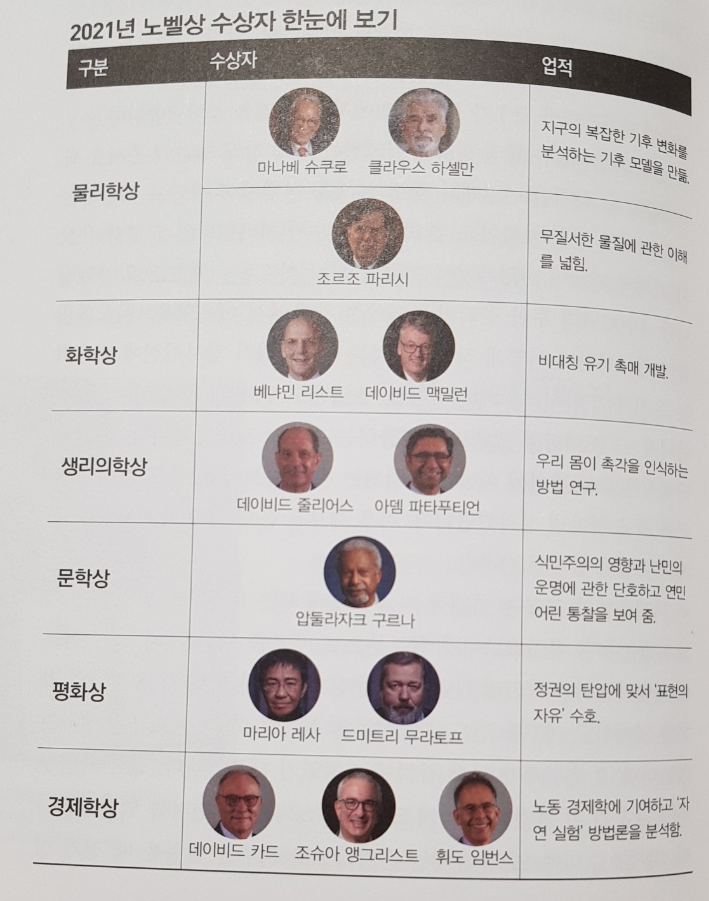 2021년 노벨상 수상자 한눈에 보기
구분 수상자 업적
물리학상
마나베 슈쿠로 클라우스 하셀만
지구의 복잡한 기후 변화를
분석하는 기후 모델을 만듦.
조르조 파리시
무질서한 물질에 관한 이해
를 넓힘.
화학상
베냐민 리스트 데이비드 맥밀런
비대칭 유기 촉매 개발.
생리의학상
데이비드 줄리어스 아뎀 파타푸티언
우리 몸이 촉각을 인식하는
방법 연구.
문학상
압둘라자크 구르나
식민주의의 영향과 난민의
운명에 관한 단호하고 연민
어린 통찰을 보여 줌.
평화상
마리아 레사 드미트리 무라토프
정권의 탄압에 맞서 '표현의
자유' 수호.
경제학상
데이비드 카드 조슈아 앵그리스트 휘도 임번스
노동 경제학에 기여하고 '자
연 실험' 방법론을 분석함.